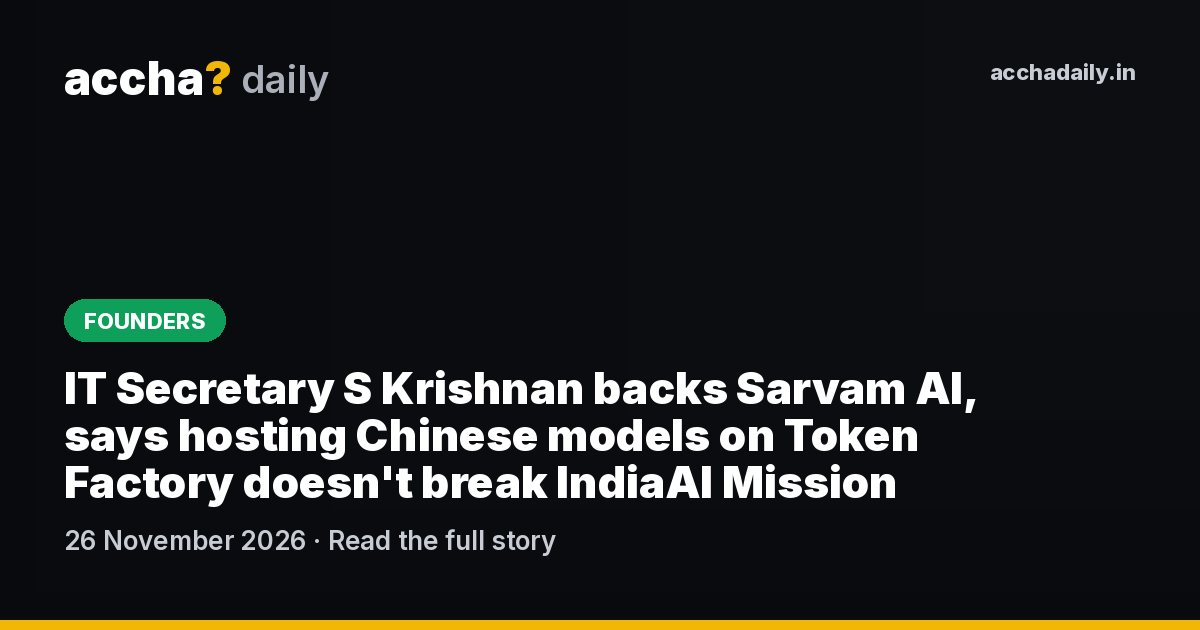 accha? daily
acchadaily.in
FOUNDERS
IT Secretary S Krishnan backs Sarvam AI,
says hosting Chinese models on Token
Factory doesn't break IndiaAI Mission
26 November 2026 · Read the full story